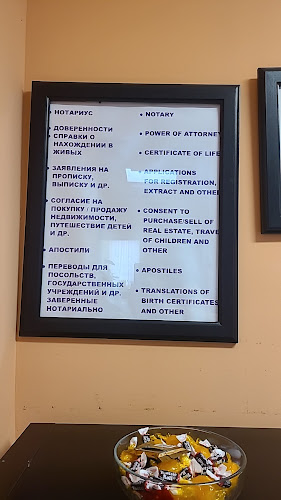 • НОТАРИУС
• ДОВЕРЕННОСТИ
• СПРАВКИ О
НАХОЖДЕНИИ В
ЖИВЫХ
• ЗАЯВЛЕНИЯ НА
ПРОПИСКУ,
ВЫПИСКУ И ДР.
• СОГЛАСИЕ НА
ПОКУПКУ / ПРОДАЖУ
НЕДВИЖИМОСТИ,
ПУТЕШЕСТВИЕ ДЕТЕЙ
И ДР.
• АПОСТИЛИ
• ПЕРЕВОДЫ ДЛЯ
ПОСОЛЬСТВ,
ГОСУДАРСТВЕННЫХ
УЧРЕЖДЕНИЙ И ДР.
ЗАВЕРЕННЫЕ
НОТАРИАЛЬНО
• NOTARY
• POWER OF ATTORNEY
• CERTIFICATE OF LIFE
• APPLICATIONS
FOR REGISTRATION,
EXTRACT AND OTHER
• CONSENT TO
PURCHASE/SELL OF
REAL ESTATE, TRAVE
OF CHILDREN AND
OTHER
• APOSTILES
• TRANSLATIONS OF
BIRTH CERTIFICATES
AND OTHER